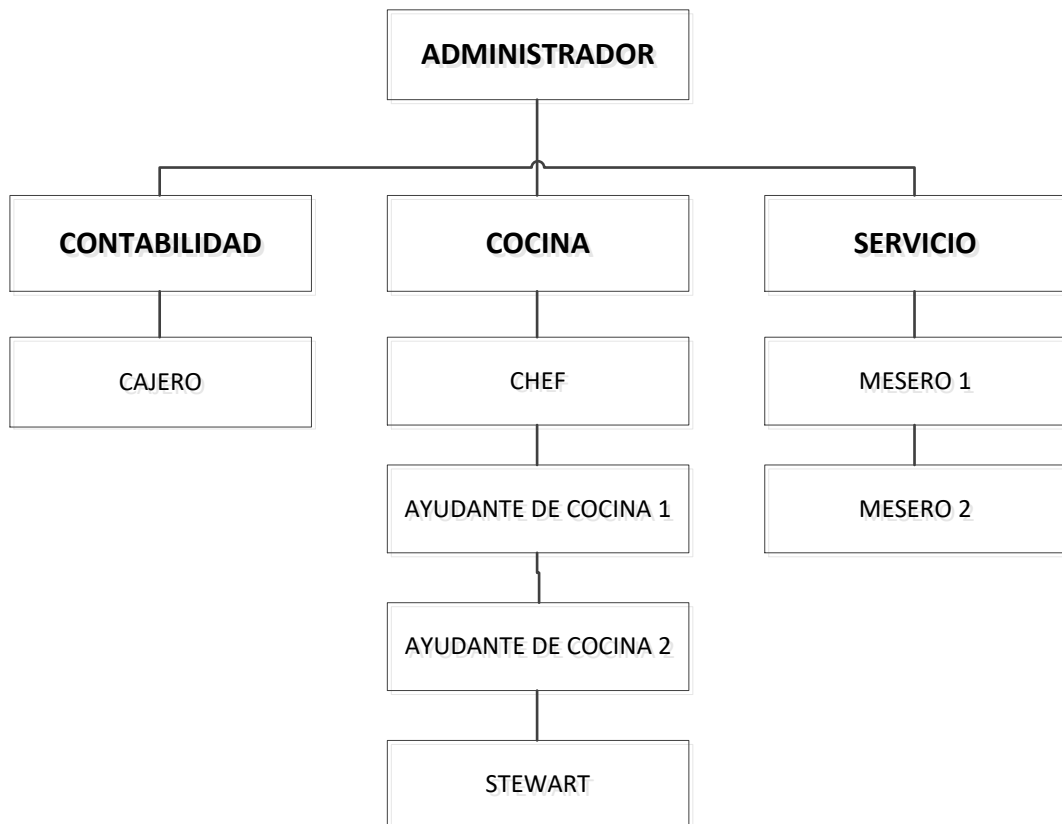 ADMINISTRADOR
CONTABILIDAD
COCINA
SERVICIO
CAJERO
CHEF
MESERO 1
AYUDANTE DE COCINA 1
MESERO 2
AYUDANTE DE COCINA 2
STEWART